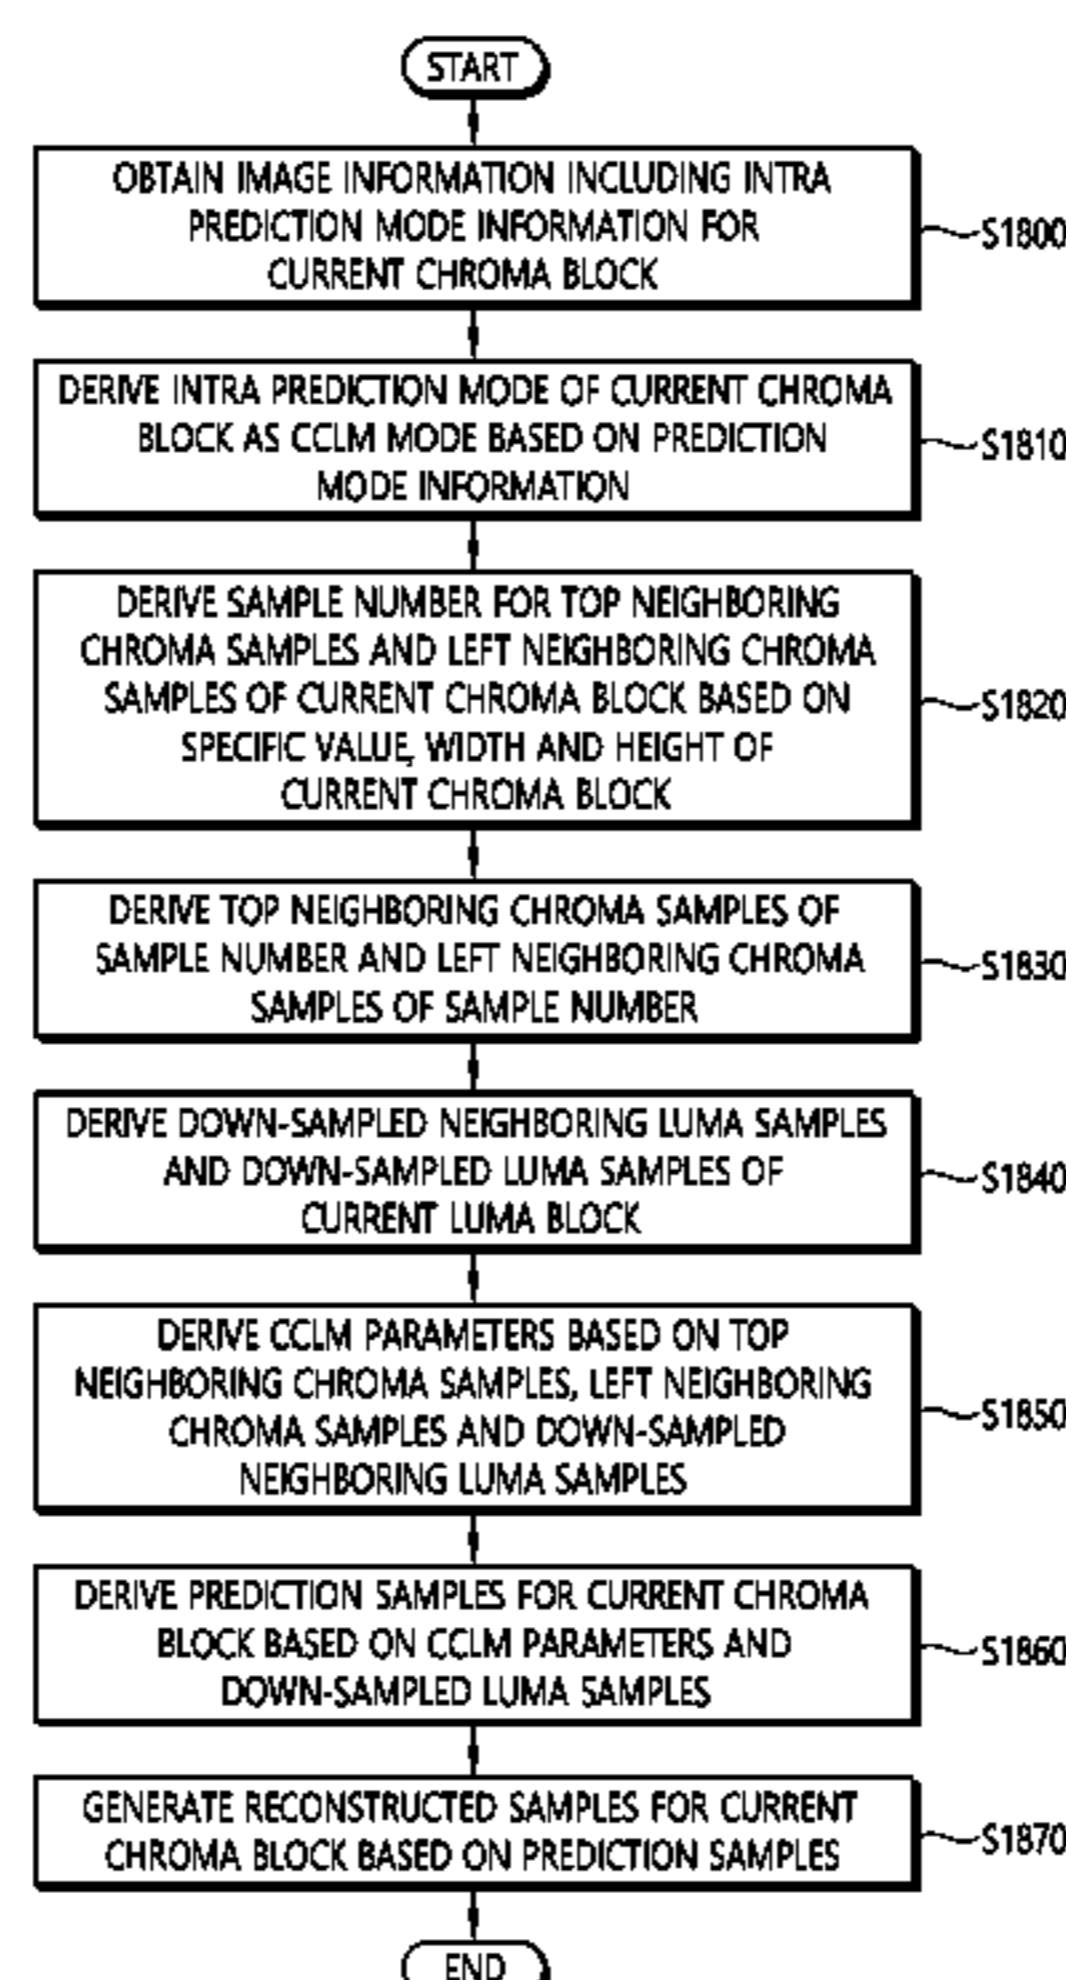 START
OBTAIN IMAGE INFORMATION INCLUDING INTRA
PREDICTION MODE INFORMATION FOR
CURRENT CHROMA BLOCK
S1800
DERIVE INTRA PREDICTION MODE OF CURRENT CHROMA
BLOCK AS CCLM MODE BASED ON PREDICTION
MODE INFORMATION
S1810
DERIVE SAMPLE NUMBER FOR TOP NEIGHBORING
CHROMA SAMPLES AND LEFT NEIGHBORING CHROMA
SAMPLES OF CURRENT CHROMA BLOCK BASED ON
SPECIFIC VALUE, WIDTH AND HEIGHT OF
CURRENT CHROMA BLOCK
S1820
DERIVE TOP NEIGHBORING CHROMA SAMPLES OF
SAMPLE NUMBER AND LEFT NEIGHBORING CHROMA
SAMPLES OF SAMPLE NUMBER
S1830
DERIVE DOWN-SAMPLED NEIGHBORING LUMA SAMPLES
AND DOWN-SAMPLED LUMA SAMPLES OF
CURRENT LUMA BLOCK
S1840
DERIVE CCLM PARAMETERS BASED ON TOP
NEIGHBORING CHROMA SAMPLES, LEFT NEIGHBORING
CHROMA SAMPLES AND DOWN-SAMPLED
NEIGHBORING LUMA SAMPLES
S1850
DERIVE PREDICTION SAMPLES FOR CURRENT CHROMA
BLOCK BASED ON CCLM PARAMETERS AND
DOWN-SAMPLED LUMA SAMPLES
S1860
GENERATE RECONSTRUCTED SAMPLES FOR CURRENT
CHROMA BLOCK BASED ON PREDICTION SAMPLES
S1870
END